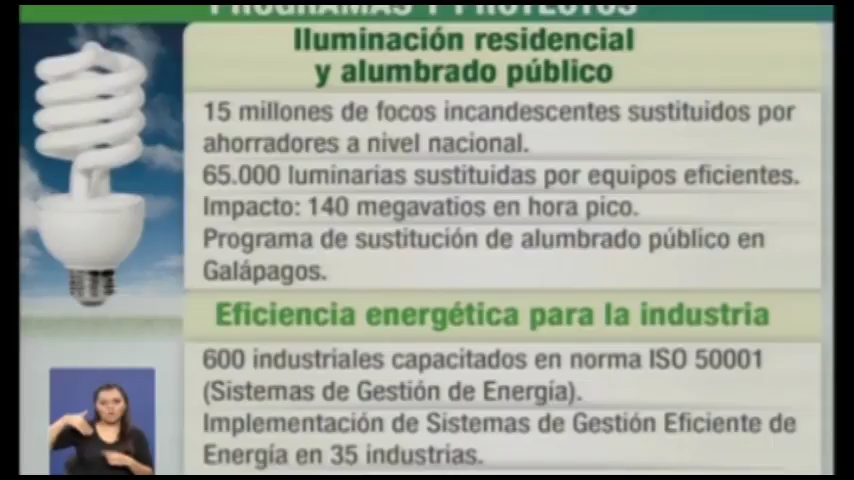 PROGRAMAS Y PROYECTOS
Iluminación residencial
y alumbrado público
15 millones de focos incandescentes sustituidos por
ahorradores a nivel nacional.
65.000 luminarias sustituidas por equipos eficientes.
Impacto: 140 megavatios en hora pico.
Programa de sustitución de alumbrado público en
Galápagos.
Eficiencia energética para la industria
600 industriales capacitados en norma ISO 50001
(Sistemas de Gestión de Energía).
Implementación de Sistemas de Gestión Eficiente de
Energía en 35 industrias.